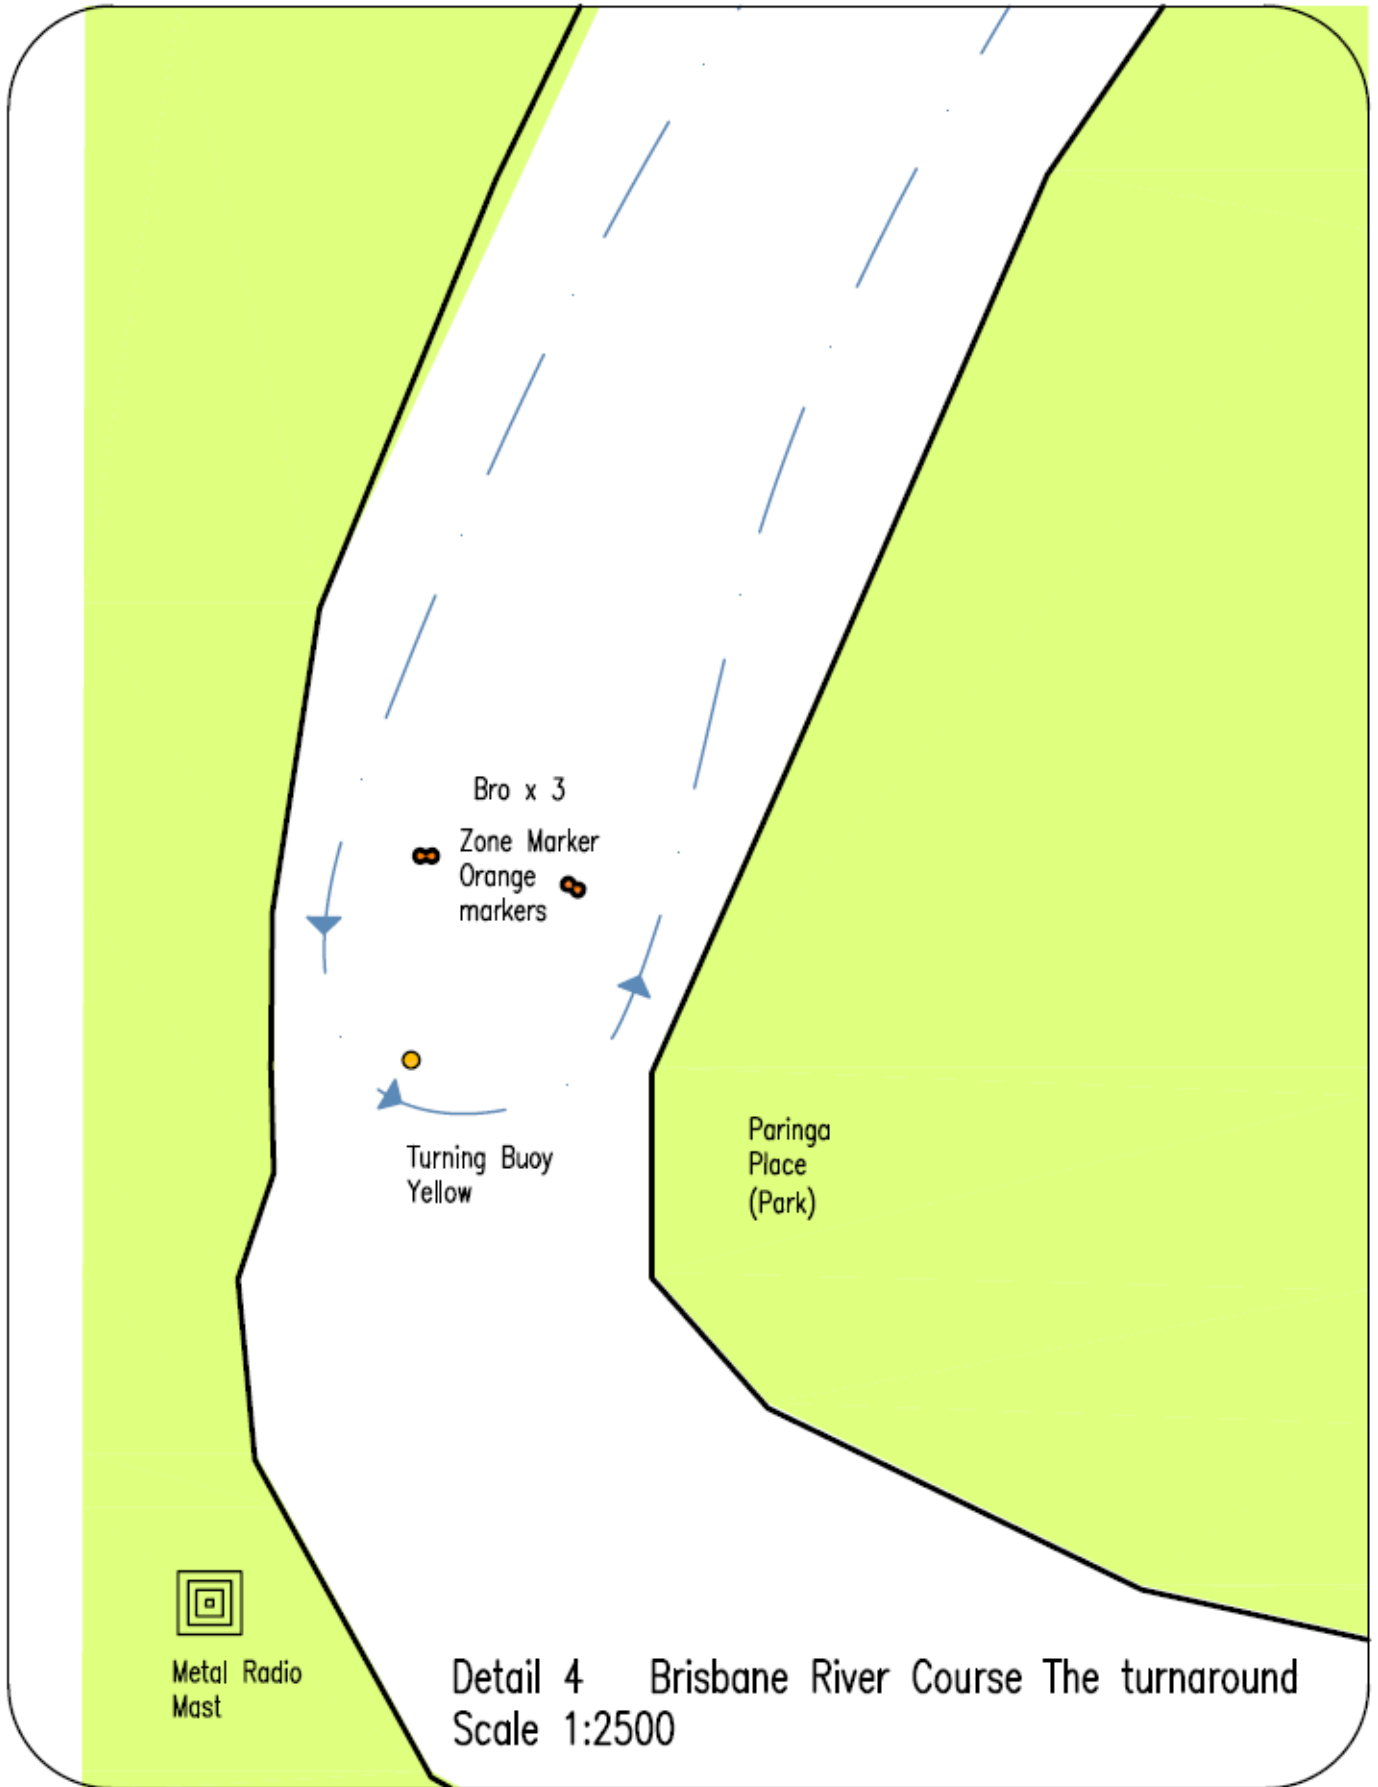 Bro x 3
Zone Marker
Orange
markers
Turning Buoy
Yellow
Paringa
Place
(Park)
Metal Radio
Mast
Detail 4 Brisbane River Course The turnaround
Scale 1:2500